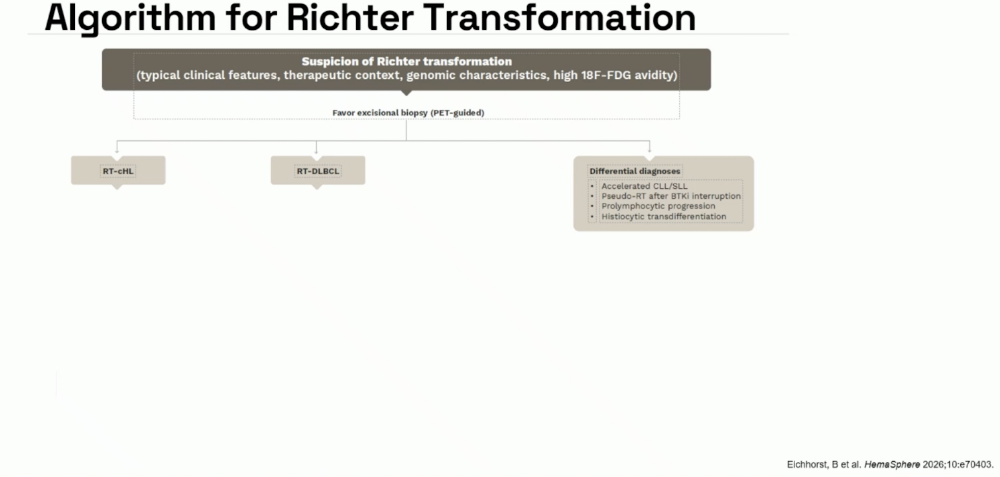 Algorithm for Richter Transformation
Suspicion of Richter transformation
(typical clinical features, therapeutic context, genomic characteristics, high 18F-FDG avidity)
Favor excisional biopsy (PET-guided)
RT-cHL
RT-DLBCL
Differential diagnoses
• Accelerated CLL/SLL
• Pseudo-RT after BTKi interruption
• Prolymphocytic progression
• Histiocytic transdifferentiation
Eichhorst, B et al. HemaSphere 2026;10:e70403.